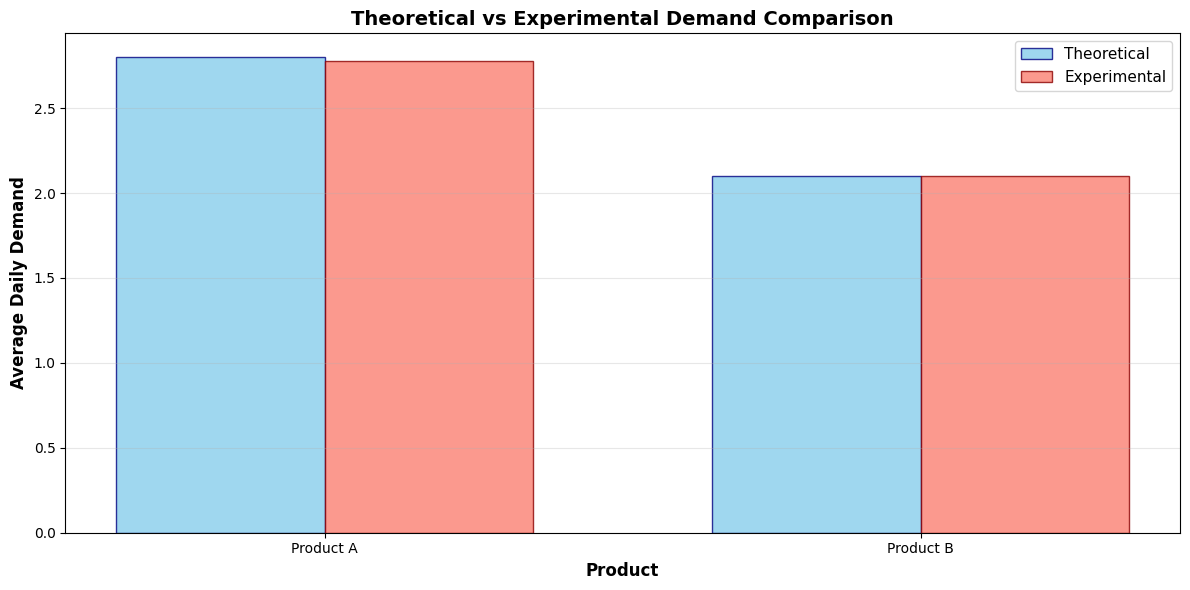 Theoretical vs Experimental Demand Comparison
Theoretical
Experimental
Average Daily Demand
2.5
2.0
1.5
1.0
0.5
0.0
Product A
Product B
Product